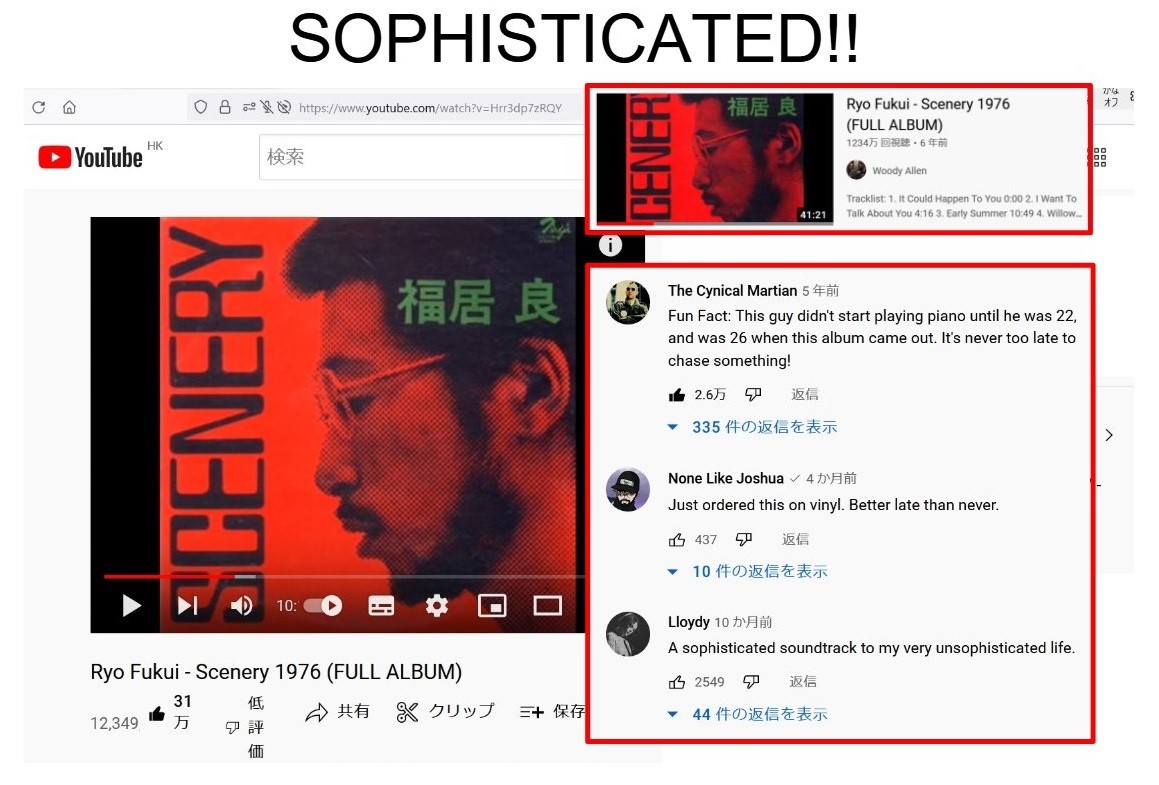 SOPHISTICATED!!
https://www.youtube.com/watch?v=Hrr3dp7zRQY
オフ
YouTube HK
検索
SCENERY
福居 良
41:21
Ryo Fukui - Scenery 1976
(FULL ALBUM)
1234万 回視聴・6 年前
Woody Allen
Tracklist: 1. It Could Happen To You 0:00 2. I Want To
Talk About You 4:16 3. Early Summer 10:49 4. Willow...
SCENERY
福居 良
10:
Ryo Fukui - Scenery 1976 (FULL ALBUM)
12,349
31
万
低
評
価
共有
クリップ
保存
The Cynical Martian 5 年前
Fun Fact: This guy didn't start playing piano until he was 22,
and was 26 when this album came out. It's never too late to
chase something!
2.6万 返信
335 件の返信を表示
None Like Joshua 4 か月前
Just ordered this on vinyl. Better late than never.
437 返信
10 件の返信を表示
Lloydy 10 か月前
A sophisticated soundtrack to my very unsophisticated life.
2549 返信
44 件の返信を表示